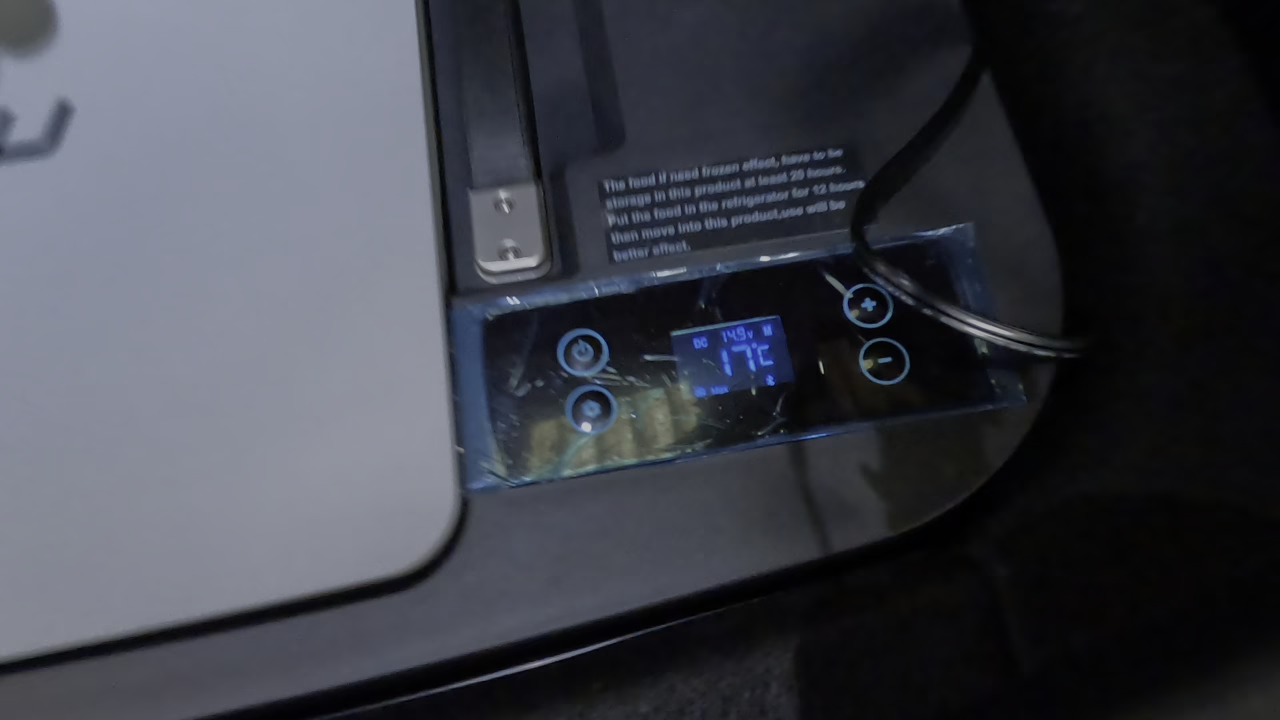 The food if need frozen effect, have to be
storage in this product at least 25 hours.
Put the food in the refrigerator for 12 hours
then move into this product,use will be
better effect.
DC 14.9v M
17°C
MAX